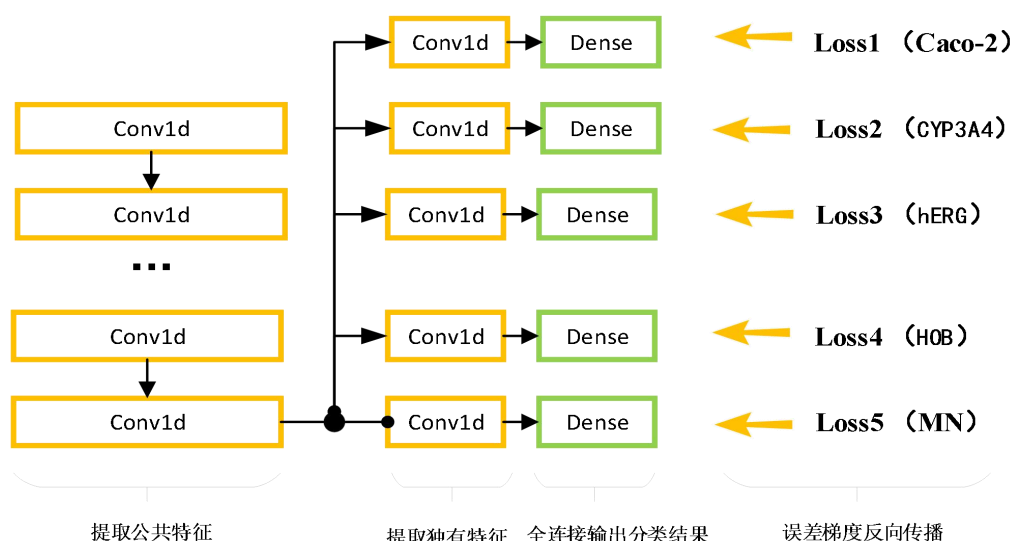 Conv1d Dense Loss1 (Caco-2)
Conv1d Conv1d Dense Loss2 (CYP3A4)
Conv1d Conv1d Dense Loss3 (hERG)
...
Conv1d Conv1d Dense Loss4 (HOB)
Conv1d Conv1d Dense Loss5 (MN)
提取公共特征 提取独有特征 全连接输出分类结果 误差梯度反向传播